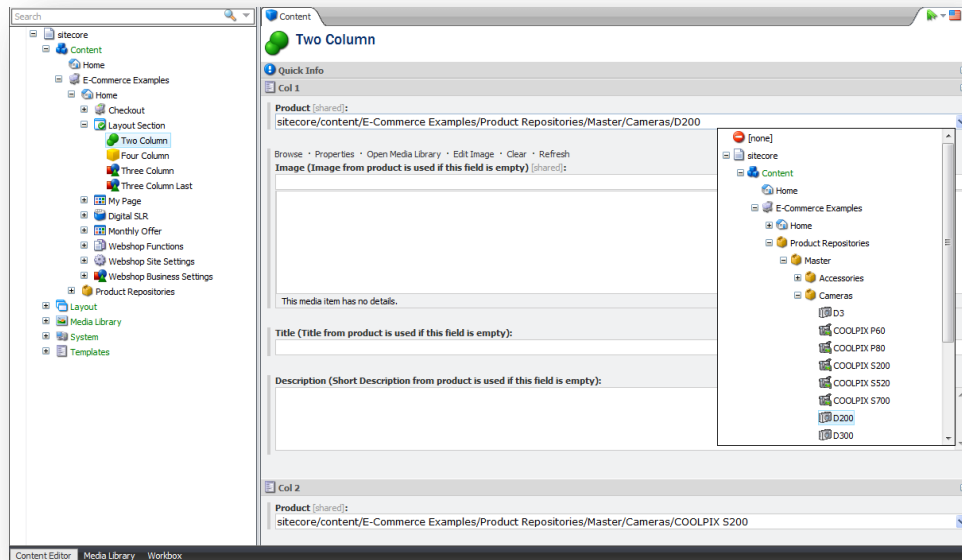 Search
sitecore
Content
Home
E-Commerce Examples
Home
Checkout
Layout Section
Two Column
Four Column
Three Column
Three Column Last
My Page
Digital SLR
Monthly Offer
Webshop Functions
Webshop Site Settings
Webshop Business Settings
Product Repositories
Layout
Media Library
System
Templates
Content
Two Column
Quick Info
Col 1
Product [shared]:
sitecore/content/E-Commerce Examples/Product Repositories/Master/Cameras/D200
Browse · Properties · Open Media Library · Edit Image · Clear · Refresh
Image (Image from product is used if this field is empty) [shared]:
This media item has no details.
Title (Title from product is used if this field is empty):
Description (Short Description from product is used if this field is empty):
[none]
sitecore
Content
Home
E-Commerce Examples
Home
Product Repositories
Master
Accessories
Cameras
D3
COOLPIX P60
COOLPIX P80
COOLPIX S200
COOLPIX S520
COOLPIX S700
D200
D300
Col 2
Product [shared]:
sitecore/content/E-Commerce Examples/Product Repositories/Master/Cameras/COOLPIX S200
Content Editor Media Library Workbox